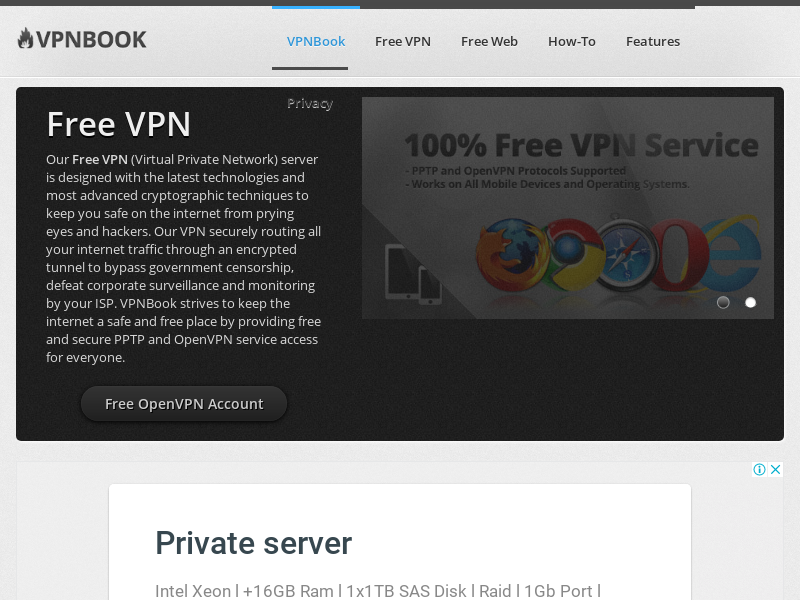 VPNBOOK
VPNBook Free VPN Free Web How-To Features
Privacy
Free VPN
Our Free VPN (Virtual Private Network) server
is designed with the latest technologies and
most advanced cryptographic techniques to
keep you safe on the internet from prying
eyes and hackers. Our VPN securely routing all
your internet traffic through an encrypted
tunnel to bypass government censorship,
defeat corporate surveillance and monitoring
by your ISP. VPNBook strives to keep the
internet a safe and free place by providing free
and secure PPTP and OpenVPN service access
for everyone.
Free OpenVPN Account
100% Free VPN Service
- PPTP and OpenVPN Protocols Supported
- Works on All Mobile Devices and Operating Systems.
Private server
Intel Xeon l +16GB Ram l 1x1TB SAS Disk l Raid l 1Gb Port l